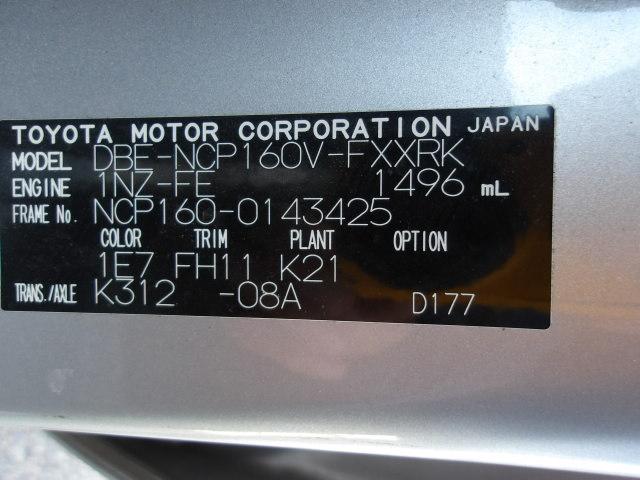 TOYOTA MOTOR CORPORATION JAPAN
MODEL DBE-NCP160V-FXXRK
ENGINE 1NZ-FE 1496 mL
FRAME No. NCP160-0143425
COLOR TRIM PLANT OPTION
1E7 FH11 K21
TRANS./AXLE K312 -08A D177